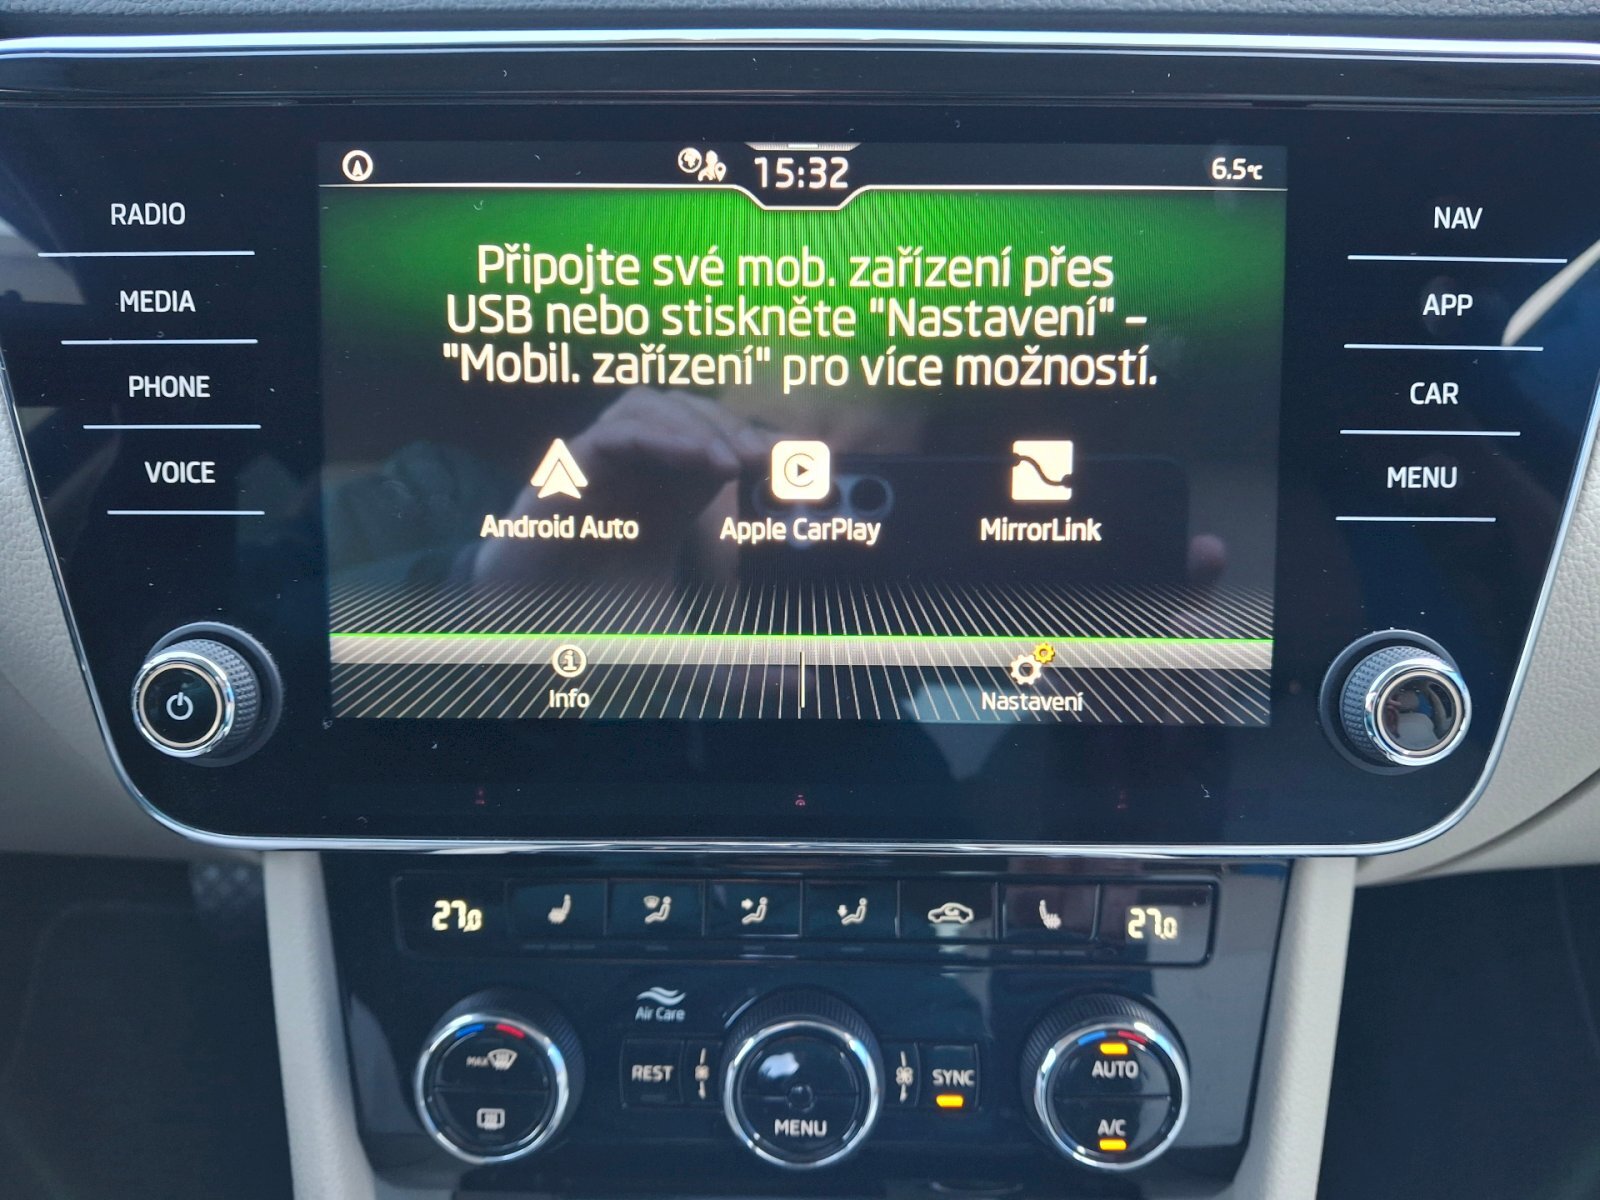 15:32
6.5°C
RADIO
MEDIA
PHONE
VOICE
Připojte své mob. zařízení přes
USB nebo stiskněte "Nastavení" –
"Mobil. zařízení" pro více možností.
Android Auto
Apple CarPlay
MirrorLink
Info
Nastavení
NAV
APP
CAR
MENU
27.0
27.0
Air Care
MAX
REST
MENU
SYNC
AUTO
A/C